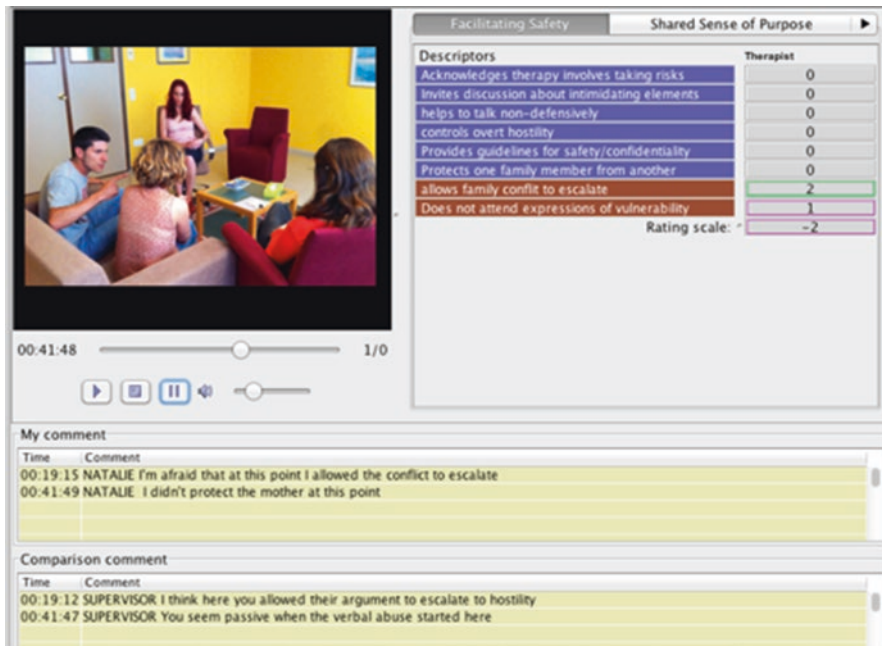 Facilitating Safety
Shared Sense of Purpose
Descriptors Therapist
Acknowledges therapy involves taking risks 0
Invites discussion about intimidating elements 0
helps to talk non-defensively 0
controls overt hostility 0
Provides guidelines for safety/confidentiality 0
Protects one family member from another 0
allows family conflit to escalate 2
Does not attend expressions of vulnerability 1
Rating scale: -2
00:41:48 1/0
My comment
Time Comment
00:19:15 NATALIE I'm afraid that at this point I allowed the conflict to escalate
00:41:49 NATALIE I didn't protect the mother at this point
Comparison comment
Time Comment
00:19:12 SUPERVISOR I think here you allowed their argument to escalate to hostility
00:41:47 SUPERVISOR You seem passive when the verbal abuse started here